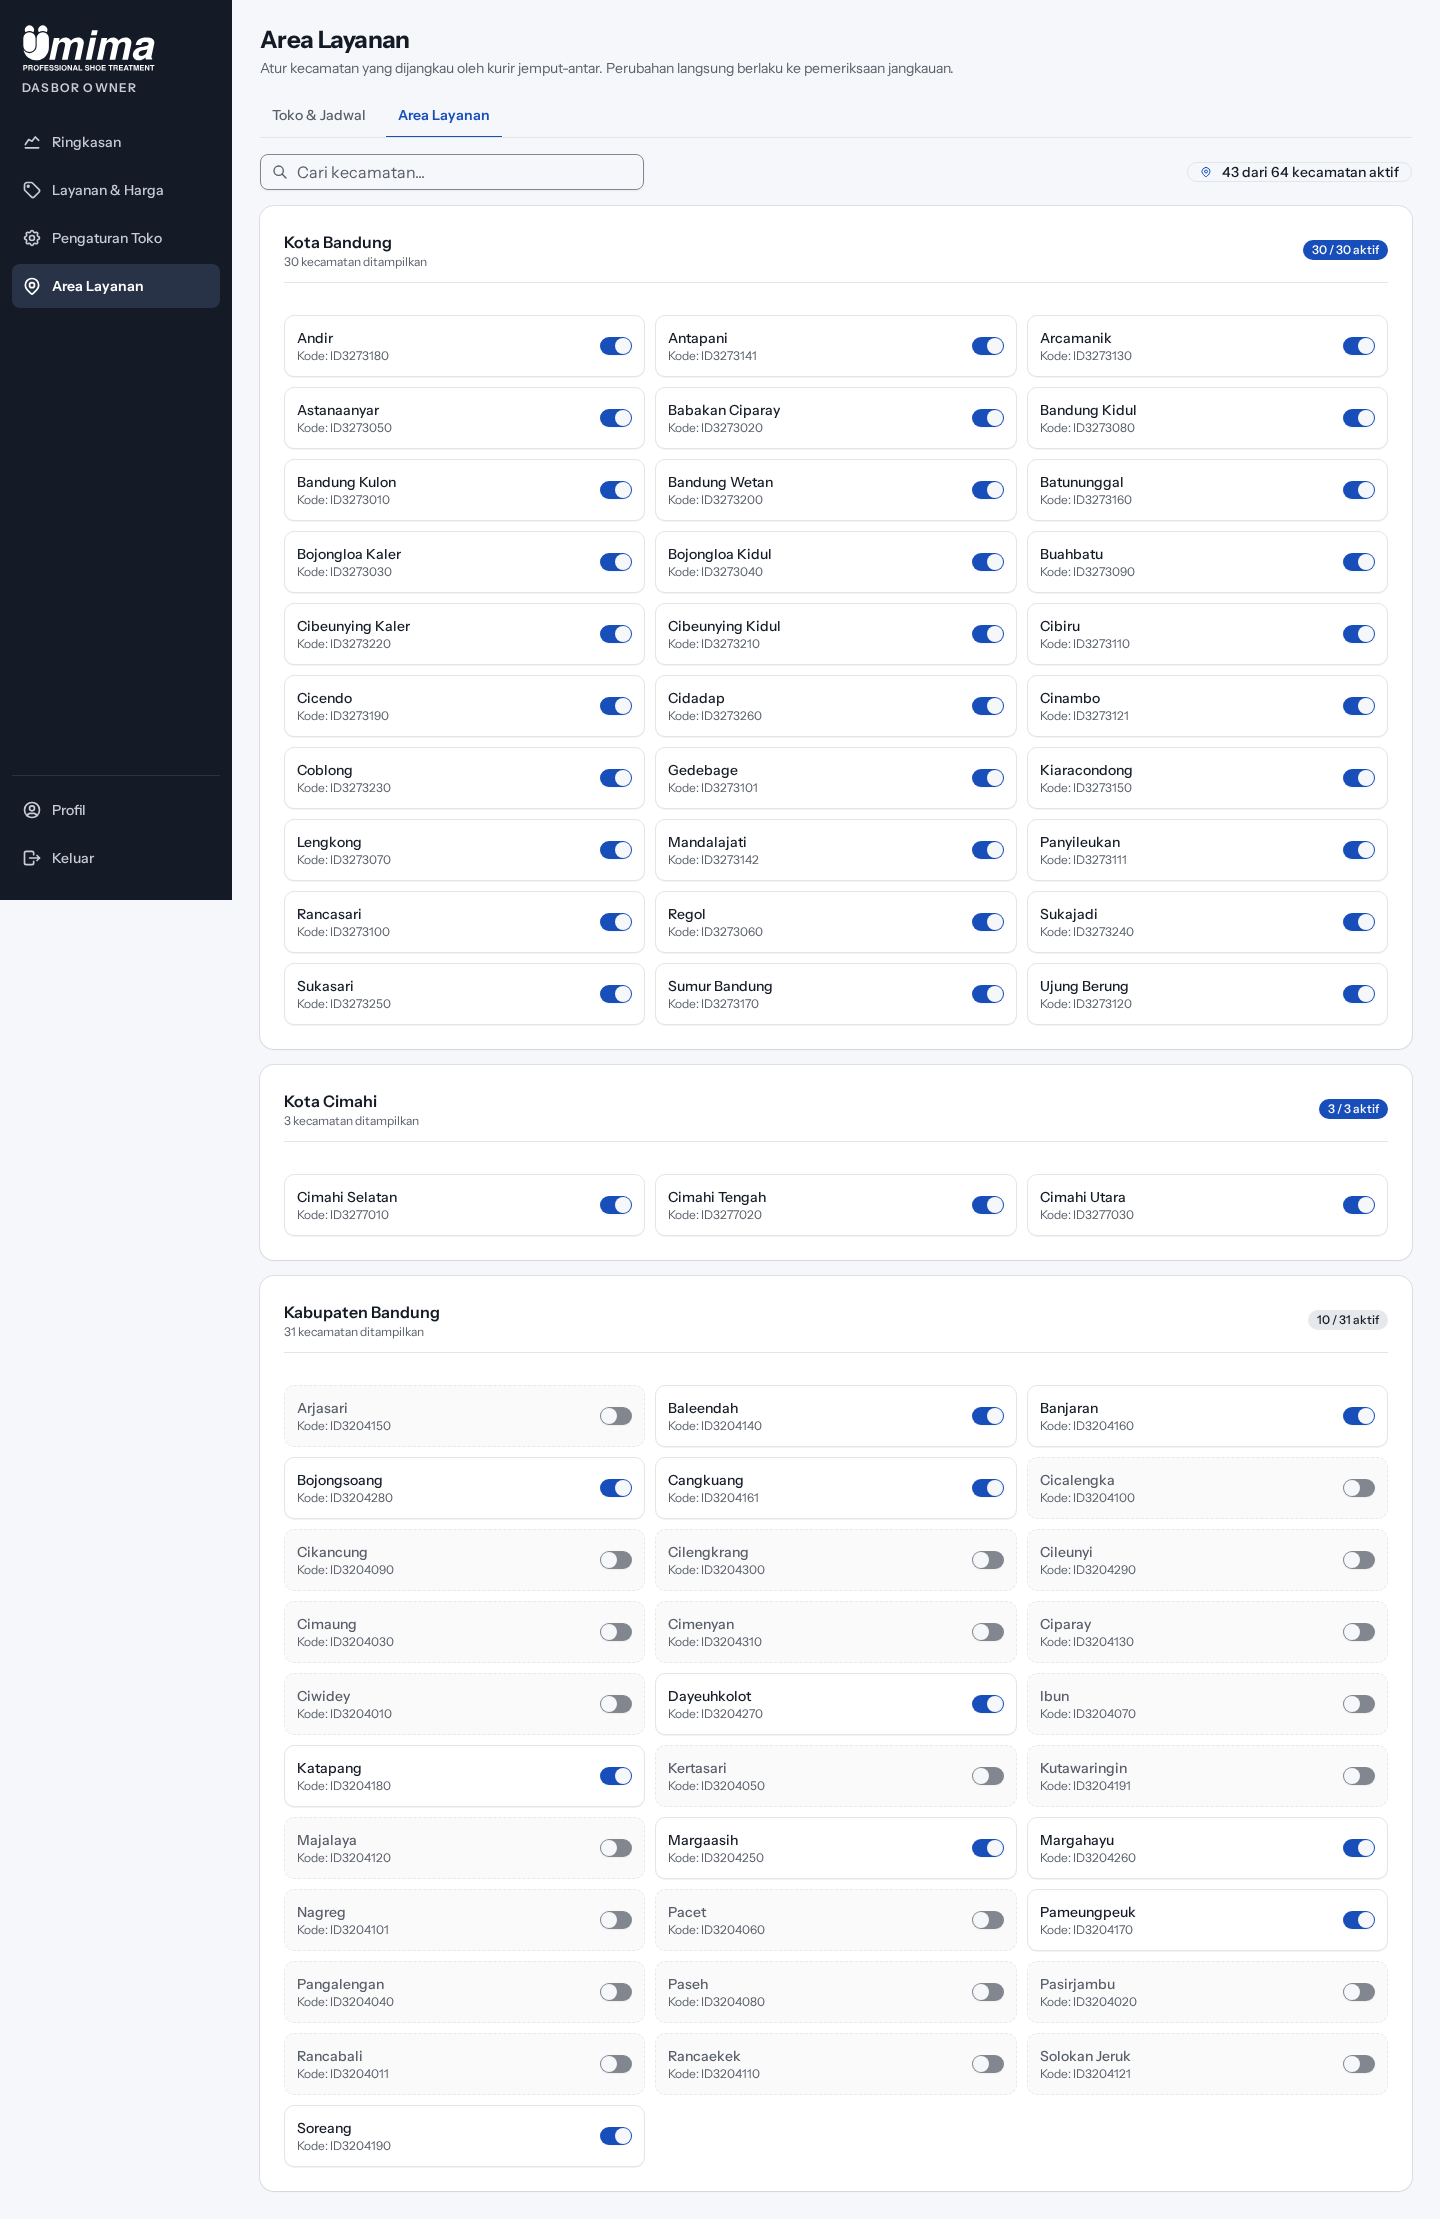 Ümima
PROFESSIONAL SHOE TREATMENT
DASBOR OWNER
Ringkasan
Layanan & Harga
Pengaturan Toko
Area Layanan
Profil
Keluar
Area Layanan
Atur kecamatan yang dijangkau oleh kurir jemput-antar. Perubahan langsung berlaku ke pemeriksaan jangkauan.
Toko & Jadwal
Area Layanan
Cari kecamatan...
43 dari 64 kecamatan aktif
Kota Bandung
30 kecamatan ditampilkan
30 / 30 aktif
Andir
Kode: ID3273180
Antapani
Kode: ID3273141
Arcamanik
Kode: ID3273130
Astanaanyar
Kode: ID3273050
Babakan Ciparay
Kode: ID3273020
Bandung Kidul
Kode: ID3273080
Bandung Kulon
Kode: ID3273010
Bandung Wetan
Kode: ID3273200
Batununggal
Kode: ID3273160
Bojongloa Kaler
Kode: ID3273030
Bojongloa Kidul
Kode: ID3273040
Buahbatu
Kode: ID3273090
Cibeunying Kaler
Kode: ID3273220
Cibeunying Kidul
Kode: ID3273210
Cibiru
Kode: ID3273110
Cicendo
Kode: ID3273190
Cidadap
Kode: ID3273260
Cinambo
Kode: ID3273121
Coblong
Kode: ID3273230
Gedebage
Kode: ID3273101
Kiaracondong
Kode: ID3273150
Lengkong
Kode: ID3273070
Mandalajati
Kode: ID3273142
Panyileukan
Kode: ID3273111
Rancasari
Kode: ID3273100
Regol
Kode: ID3273060
Sukajadi
Kode: ID3273240
Sukasari
Kode: ID3273250
Sumur Bandung
Kode: ID3273170
Ujung Berung
Kode: ID3273120
Kota Cimahi
3 kecamatan ditampilkan
3 / 3 aktif
Cimahi Selatan
Kode: ID3277010
Cimahi Tengah
Kode: ID3277020
Cimahi Utara
Kode: ID3277030
Kabupaten Bandung
31 kecamatan ditampilkan
10 / 31 aktif
Arjasari
Kode: ID3204150
Baleendah
Kode: ID3204140
Banjaran
Kode: ID3204160
Bojongsoang
Kode: ID3204280
Cangkuang
Kode: ID3204161
Cicalengka
Kode: ID3204100
Cikancung
Kode: ID3204090
Cilengkrang
Kode: ID3204300
Cileunyi
Kode: ID3204290
Cimaung
Kode: ID3204030
Cimenyan
Kode: ID3204310
Ciparay
Kode: ID3204130
Ciwidey
Kode: ID3204010
Dayeuhkolot
Kode: ID3204270
Ibun
Kode: ID3204070
Katapang
Kode: ID3204180
Kertasari
Kode: ID3204050
Kutawaringin
Kode: ID3204191
Majalaya
Kode: ID3204120
Margaasih
Kode: ID3204250
Margahayu
Kode: ID3204260
Nagreg
Kode: ID3204101
Pacet
Kode: ID3204060
Pameungpeuk
Kode: ID3204170
Pangalengan
Kode: ID3204040
Paseh
Kode: ID3204080
Pasirjambu
Kode: ID3204020
Rancabali
Kode: ID3204011
Rancaekek
Kode: ID3204110
Solokan Jeruk
Kode: ID3204121
Soreang
Kode: ID3204190